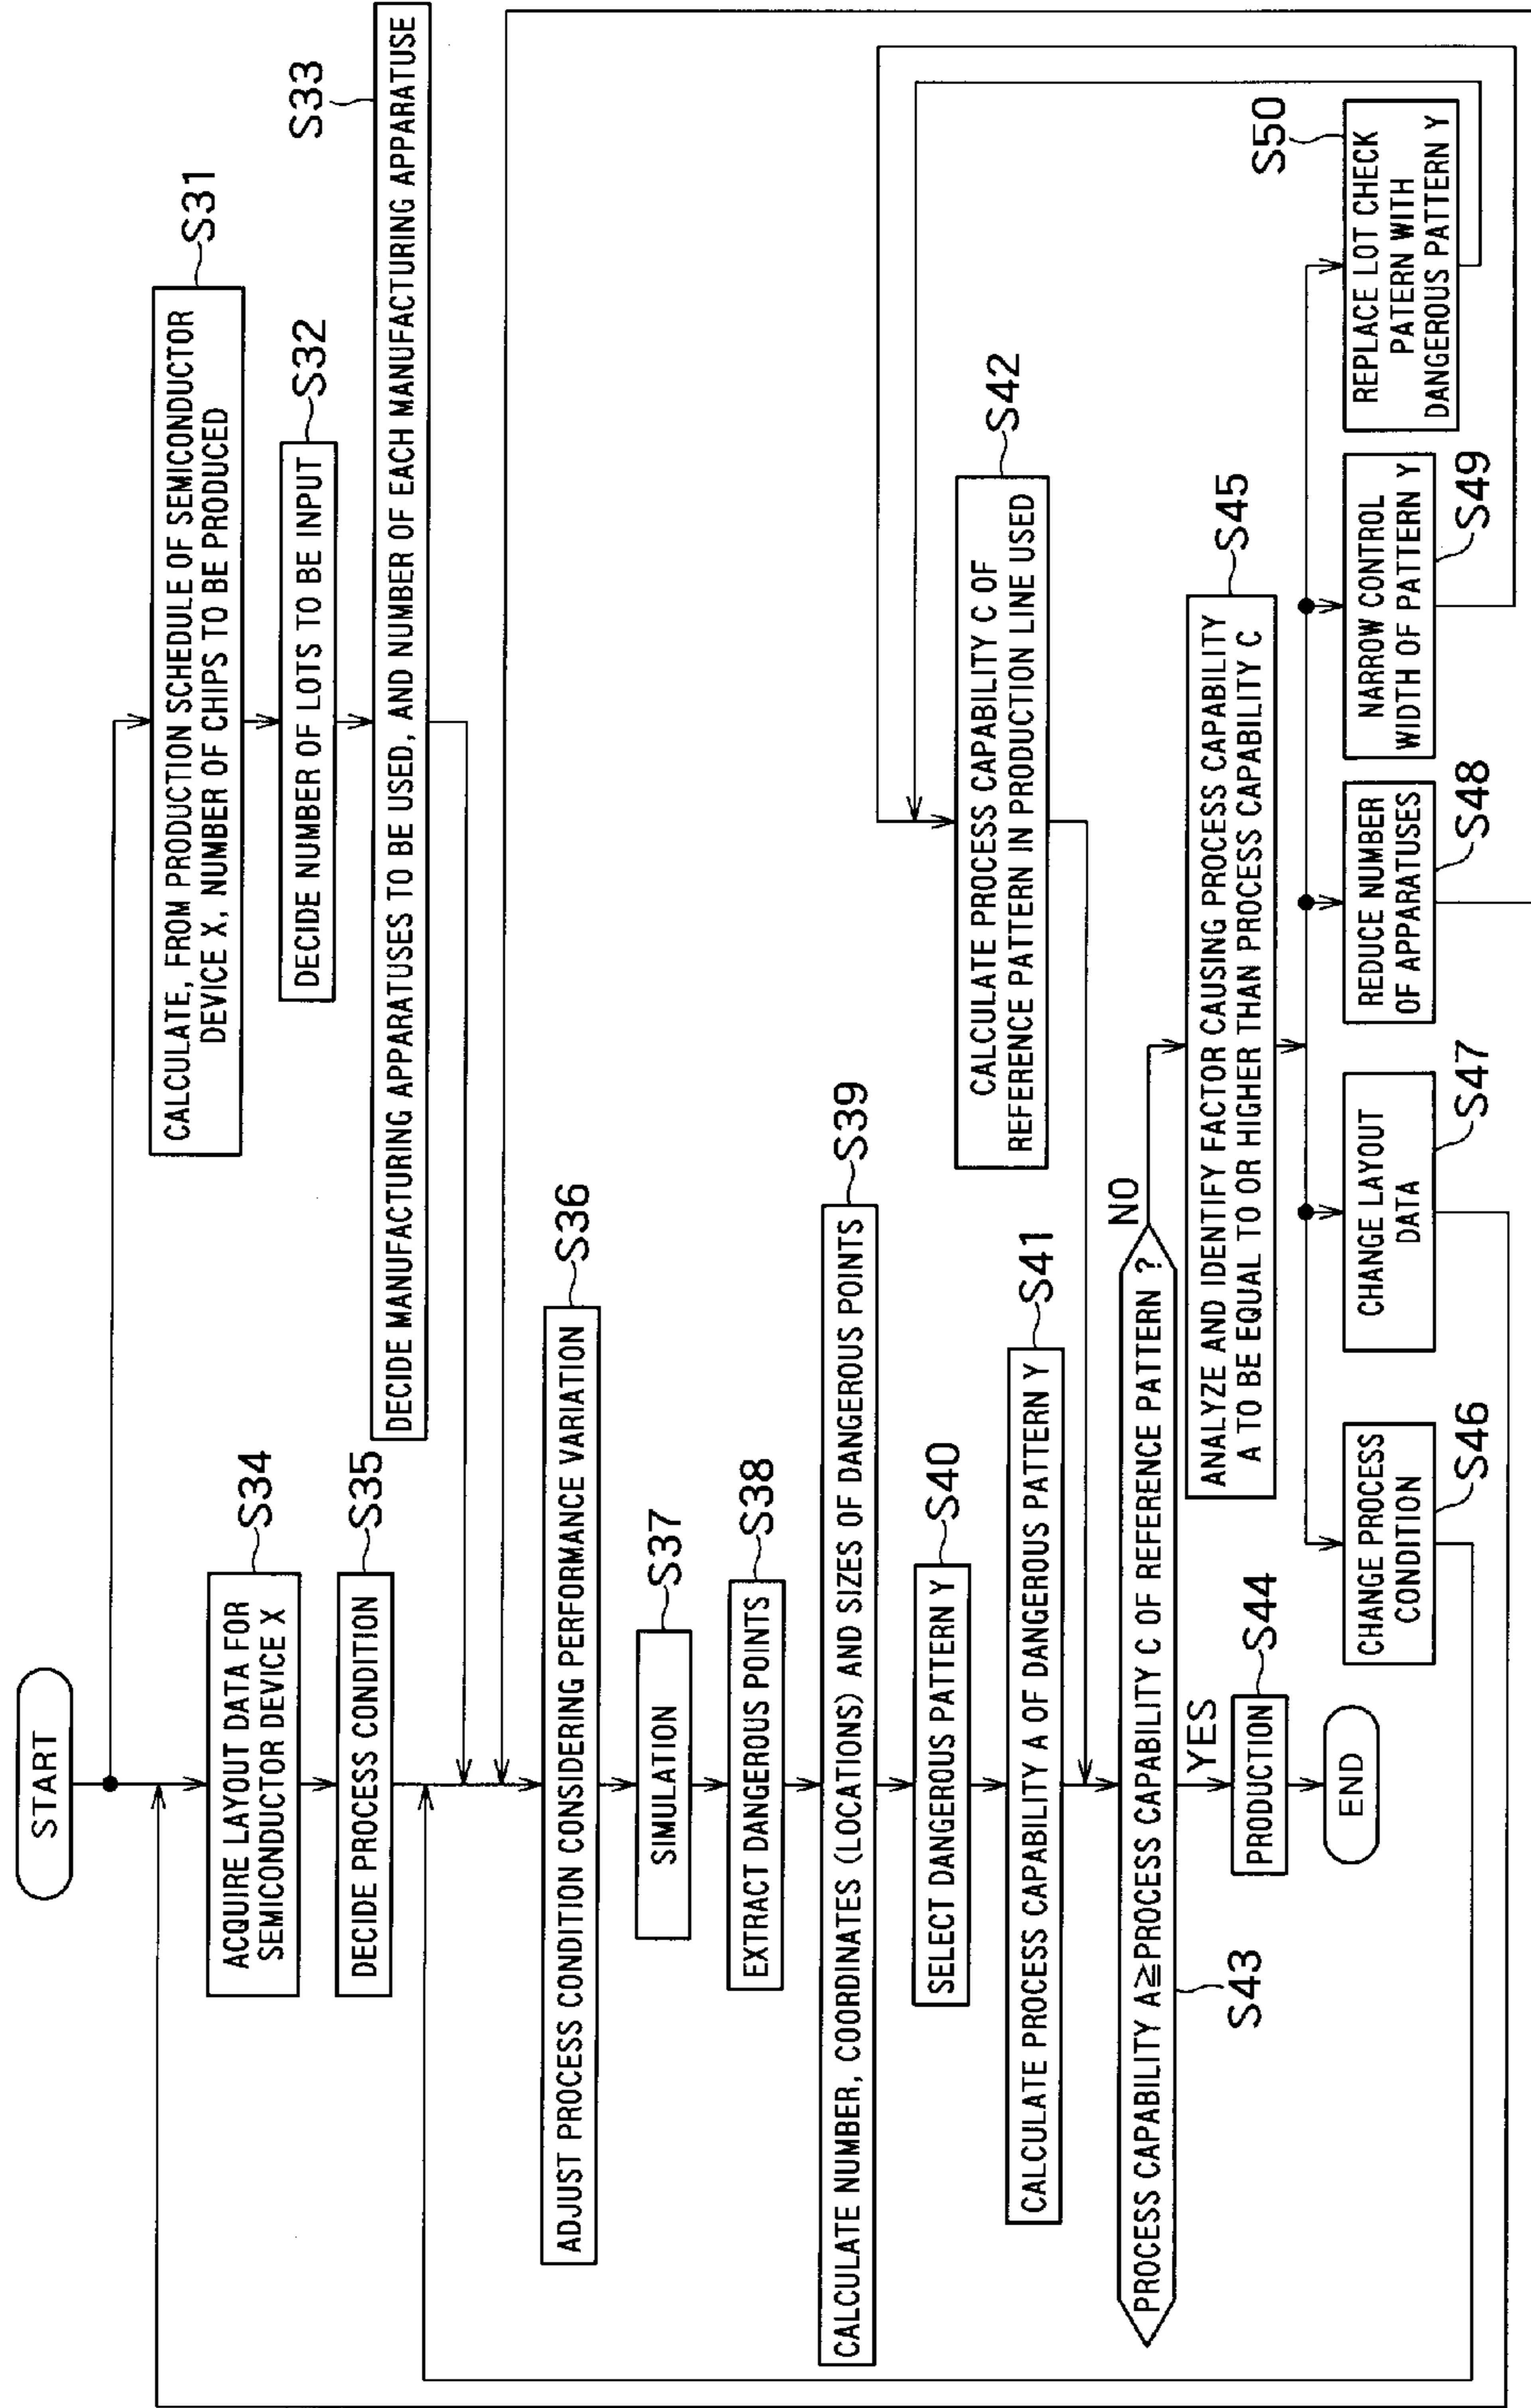 START
CALCULATE, FROM PRODUCTION SCHEDULE OF SEMICONDUCTOR
DEVICE X, NUMBER OF CHIPS TO BE PRODUCED
S31
DECIDE NUMBER OF LOTS TO BE INPUT
S32
DECIDE MANUFACTURING APPARATUSES TO BE USED, AND NUMBER OF EACH MANUFACTURING APPARATUSE
S33
ACQUIRE LAYOUT DATA FOR
SEMICONDUCTOR DEVICE X
S34
DECIDE PROCESS CONDITION
S35
ADJUST PROCESS CONDITION CONSIDERING PERFORMANCE VARIATION
S36
SIMULATION
S37
EXTRACT DANGEROUS POINTS
S38
CALCULATE NUMBER, COORDINATES (LOCATIONS) AND SIZES OF DANGEROUS POINTS
S39
SELECT DANGEROUS PATTERN Y
S40
CALCULATE PROCESS CAPABILITY A OF DANGEROUS PATTERN Y
S41
CALCULATE PROCESS CAPABILITY C OF
REFERENCE PATTERN IN PRODUCTION LINE USED
S42
PROCESS CAPABILITY A≧PROCESS CAPABILITY C OF REFERENCE PATTERN ?
S43
NO
YES
PRODUCTION
S44
END
ANALYZE AND IDENTIFY FACTOR CAUSING PROCESS CAPABILITY
A TO BE EQUAL TO OR HIGHER THAN PROCESS CAPABILITY C
S45
CHANGE PROCESS
CONDITION
S46
CHANGE LAYOUT
DATA
S47
REDUCE NUMBER
OF APPARATUSES
S48
NARROW CONTROL
WIDTH OF PATTERN Y
S49
REPLACE LOT CHECK
PATERN WITH
DANGEROUS PATTERN Y
S50